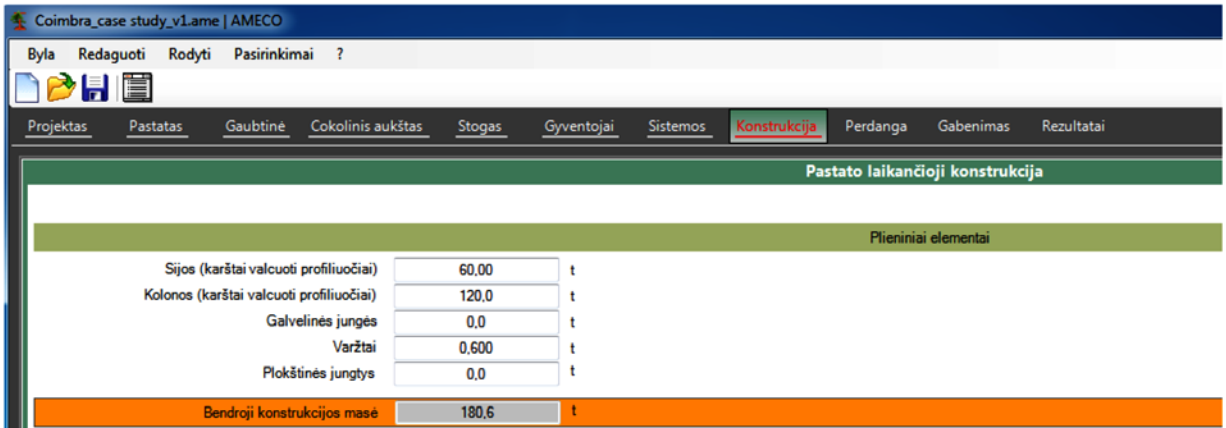 Coimbra_case study_v1.ame | AMECO
Byla Redaguoti Rodyti Pasirinkimai ?
Projektas Pastatas Gaubtinė Cokolinis aukštas Stogas Gyventojai Sistemos Konstrukcija Perdanga Gabenimas Rezultatai
Pastato laikančioji konstrukcija
Plieniniai elementai
Sijos (karštai valcuoti profiliuočiai) 60,00 t
Kolonos (karštai valcuoti profiliuočiai) 120,0 t
Galvelinės jungės 0,0 t
Varžtai 0,600 t
Plokštinės jungtys 0,0 t
Bendroji konstrukcijos masė 180,6 t